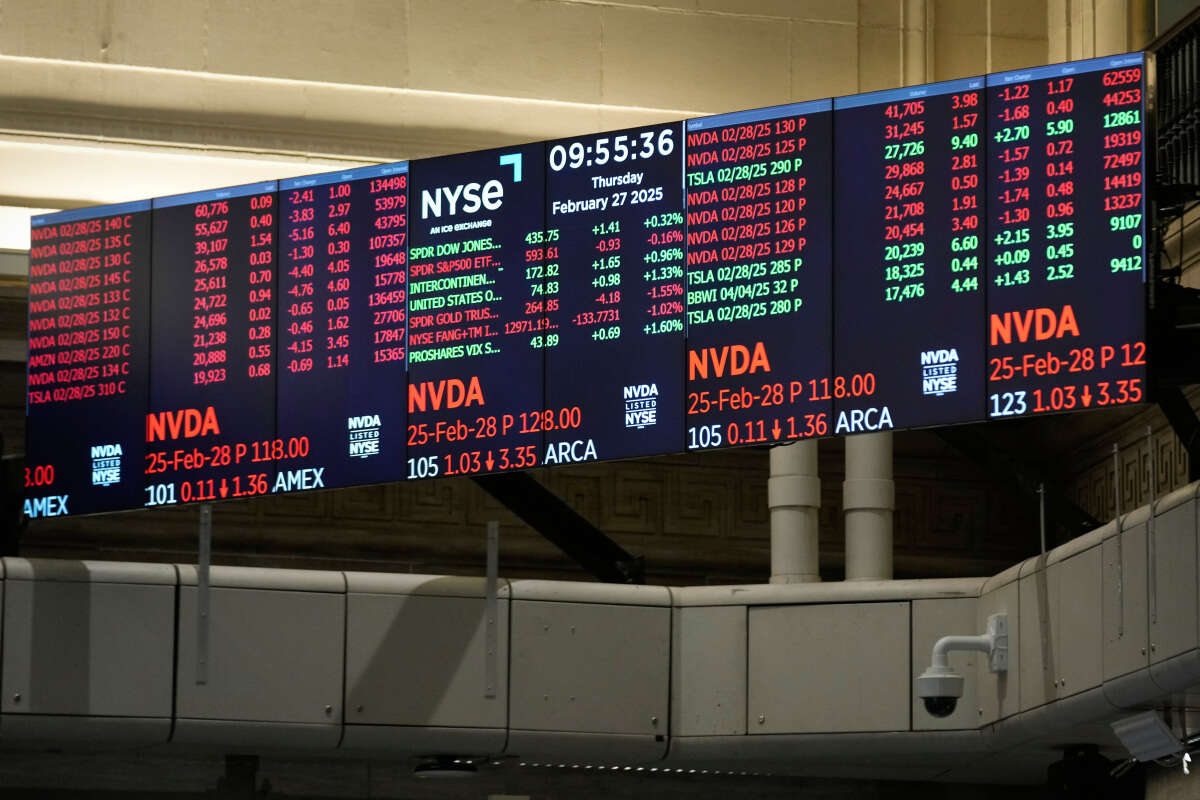 Volume Last Net Change Open Open Interest
NVDA 02/28/25 140 C 60,776 0.09 -2.41 1.00 134498
NVDA 02/28/25 135 C 55,627 0.40 -3.83 2.97 53979
NVDA 02/28/25 130 C 39,107 1.54 -5.16 6.40 43795
NVDA 02/28/25 145 C 26,578 0.03 -1.30 0.30 107357
NVDA 02/28/25 133 C 25,611 0.70 -4.40 4.05 19648
NVDA 02/28/25 132 C 24,722 0.94 -4.76 4.60 15778
NVDA 02/28/25 150 C 24,696 0.02 -0.65 0.05 136459
AMZN 02/28/25 220 C 21,238 0.28 -0.46 1.62 27706
NVDA 02/28/25 134 C 20,888 0.55 -4.15 3.45 17847
TSLA 02/28/25 310 C 19,923 0.68 -0.69 1.14 15365
NYSE
AN ICE EXCHANGE
09:55:36
Thursday
February 27 2025
SPDR DOW JONES... 435.75 +1.41 +0.32%
SPDR S&P500 ETF... 593.61 -0.93 -0.16%
INTERCONTINEN... 172.82 +1.65 +0.96%
UNITED STATES O... 74.83 +0.98 +1.33%
SPDR GOLD TRUS... 264.85 -4.18 -1.55%
NYSE FANG+TM I... 12971.19... -133.7731 -1.02%
PROSHARES VIX S... 43.89 +0.69 +1.60%
Symbol Volume Last Net Change Open Open Interest
NVDA 02/28/25 130 P 41,705 3.98 -1.22 1.17 62559
NVDA 02/28/25 125 P 31,245 1.57 -1.68 0.40 44253
TSLA 02/28/25 290 P 27,726 9.40 +2.70 5.90 12861
NVDA 02/28/25 128 P 29,868 2.81 -1.57 0.72 19319
NVDA 02/28/25 120 P 24,667 0.50 -1.39 0.14 72497
NVDA 02/28/25 126 P 21,708 1.91 -1.74 0.48 14419
NVDA 02/28/25 129 P 20,454 3.40 -1.30 0.96 13237
TSLA 02/28/25 285 P 20,239 6.60 +2.15 3.95 9107
BBWI 04/04/25 32 P 18,325 0.44 +0.09 0.45 0
TSLA 02/28/25 280 P 17,476 4.44 +1.43 2.52 9412
8.00
AMEX
NVDA
LISTED
NYSE
NVDA
25-Feb-28 P 118.00
101 0.11 ↓ 1.36 AMEX
NVDA
LISTED
NYSE
NVDA
25-Feb-28 P 128.00
105 1.03 ↓ 3.35 ARCA
NVDA
LISTED
NYSE
NVDA
25-Feb-28 P 118.00
105 0.11 ↓ 1.36 ARCA
NVDA
LISTED
NYSE
NVDA
25-Feb-28 P 12
123 1.03 ↓ 3.35